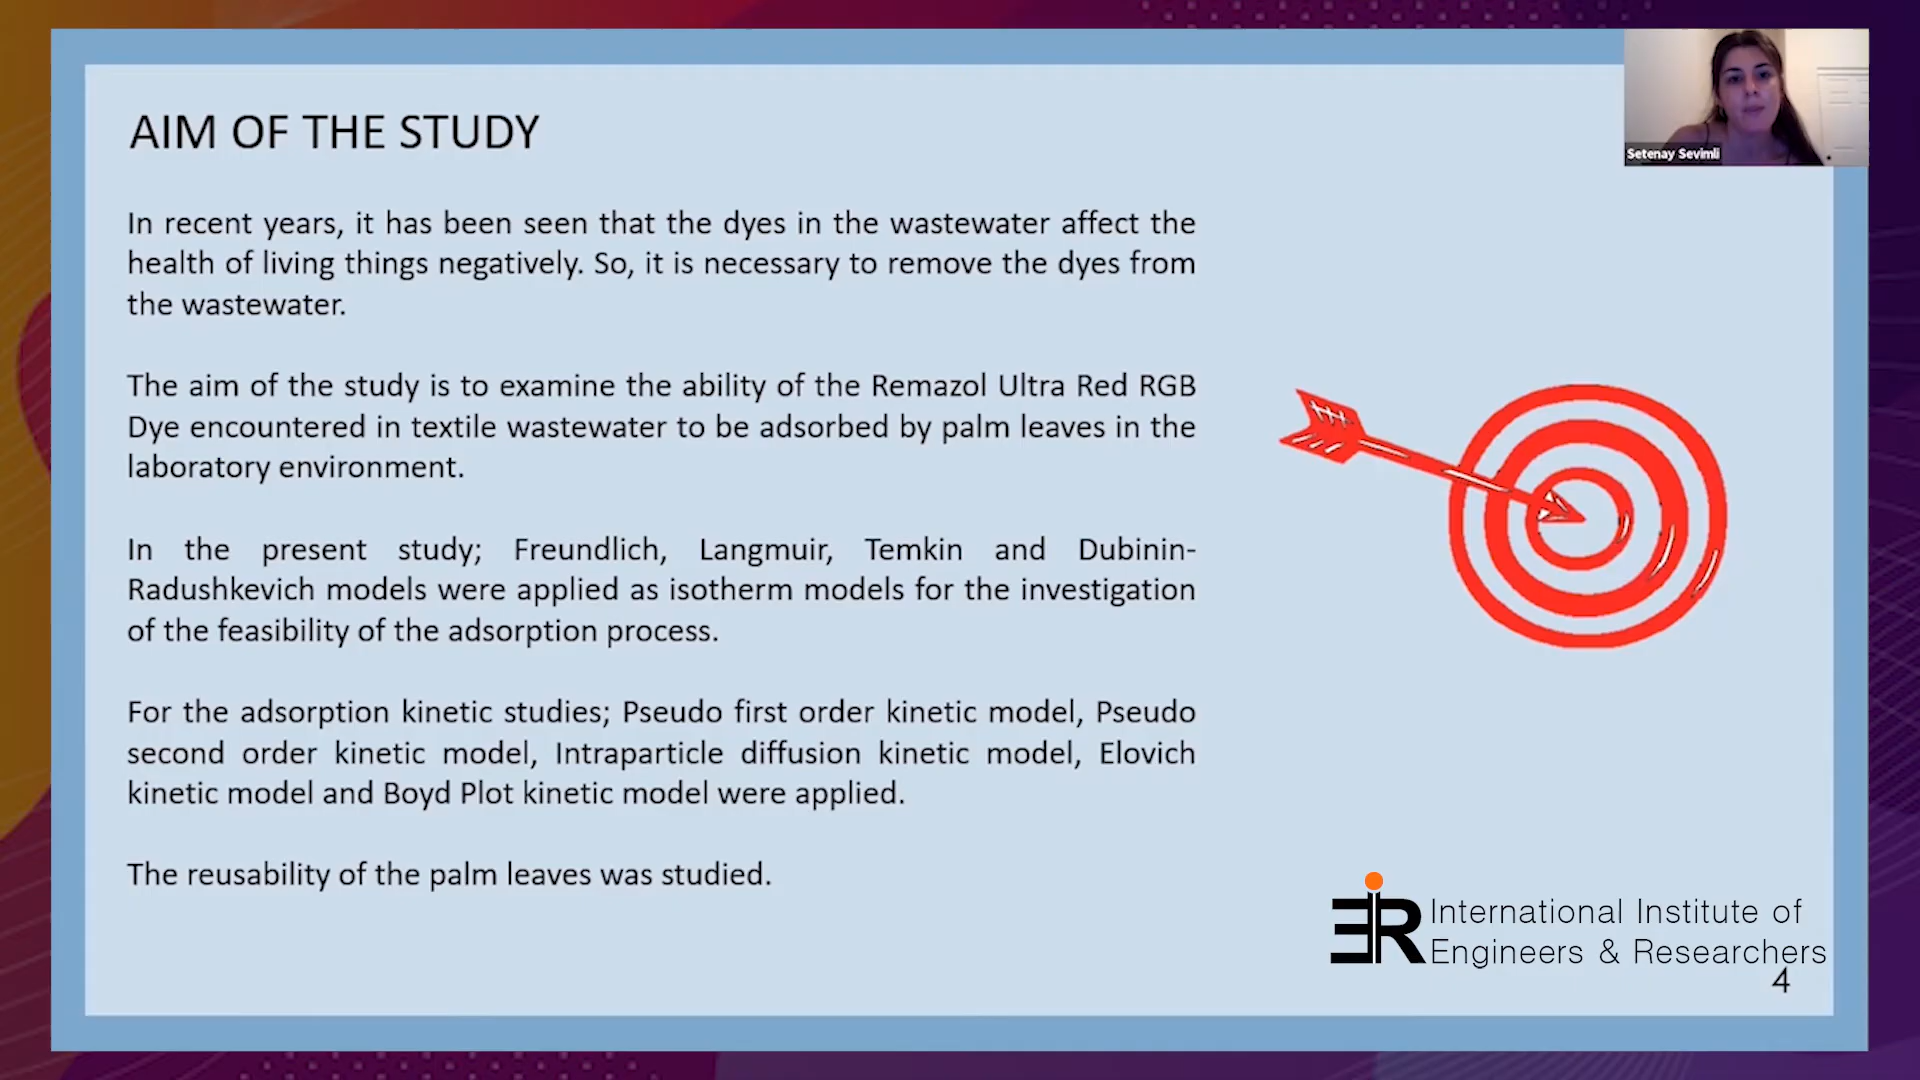 AIM OF THE STUDY
Setenay Sevimli
In recent years, it has been seen that the dyes in the wastewater affect the
health of living things negatively. So, it is necessary to remove the dyes from
the wastewater.
The aim of the study is to examine the ability of the Remazol Ultra Red RGB
Dye encountered in textile wastewater to be adsorbed by palm leaves in the
laboratory environment.
In the present study; Freundlich, Langmuir, Temkin and Dubinin-
Radushkevich models were applied as isotherm models for the investigation
of the feasibility of the adsorption process.
For the adsorption kinetic studies; Pseudo first order kinetic model, Pseudo
second order kinetic model, Intraparticle diffusion kinetic model, Elovich
kinetic model and Boyd Plot kinetic model were applied.
The reusability of the palm leaves was studied.
International Institute of
Engineers & Researchers
4